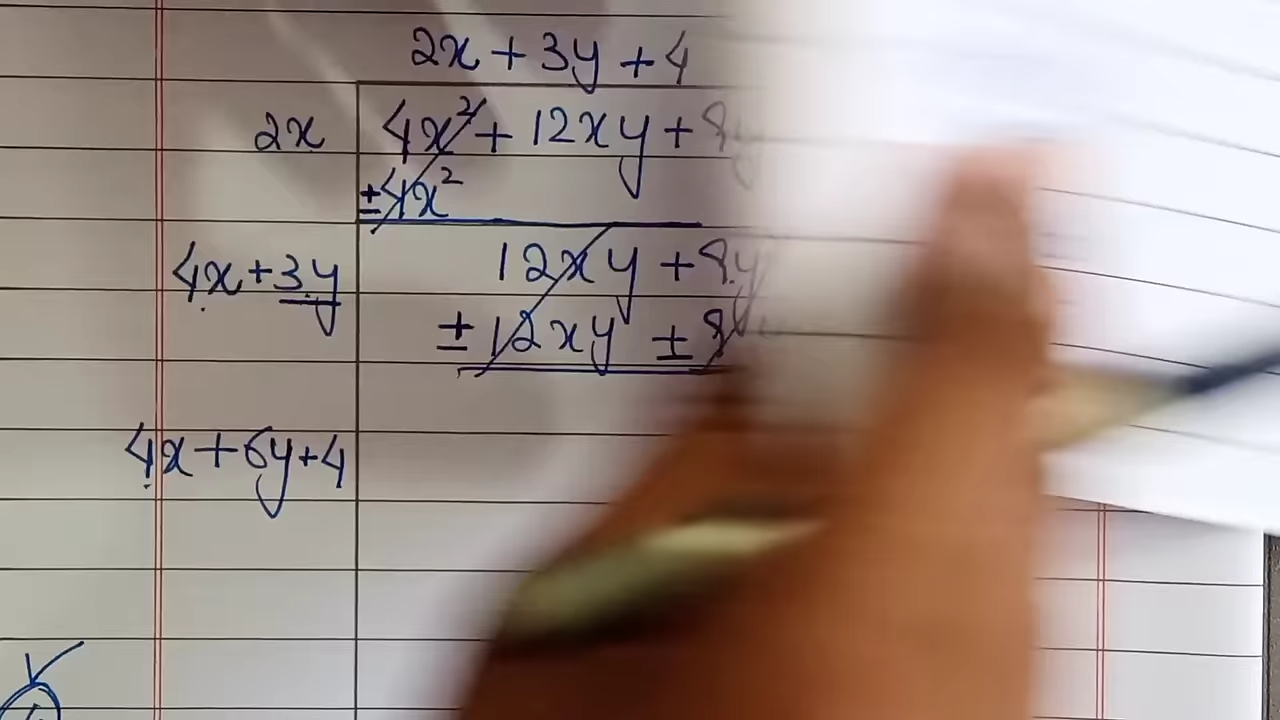 2x + 3y + 4
2x 4x² + 12xy +
± 4x²
4x + 3y 12xy +
± 12xy ±
4x + 6y + 4